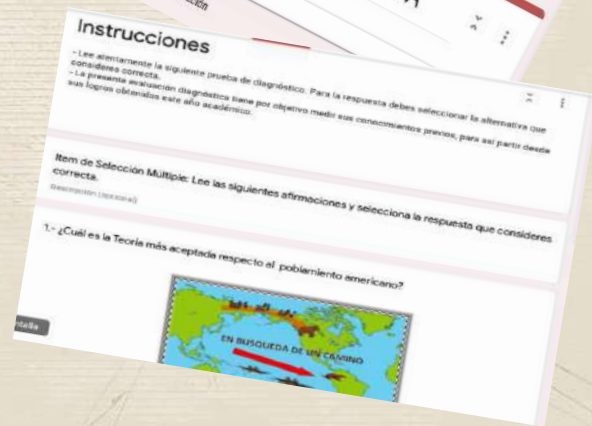 ción
Instrucciones
- Lee atentamente la siguiente prueba de diagnóstico. Para la respuesta debes seleccionar la alternativa que
consideres correcta.
- La presente evaluación diagnóstica tiene por objetivo medir sus conocimientos previos, para así partir desde
sus logros obtenidos este año académico.
Item de Selección Múltiple: Lee las siguientes afirmaciones y selecciona la respuesta que consideres
correcta.
Descripción (opcional)
1.- ¿Cuál es la Teoría más aceptada respecto al poblamiento americano?
EN BUSQUEDA DE UN CAMINO
ntalla